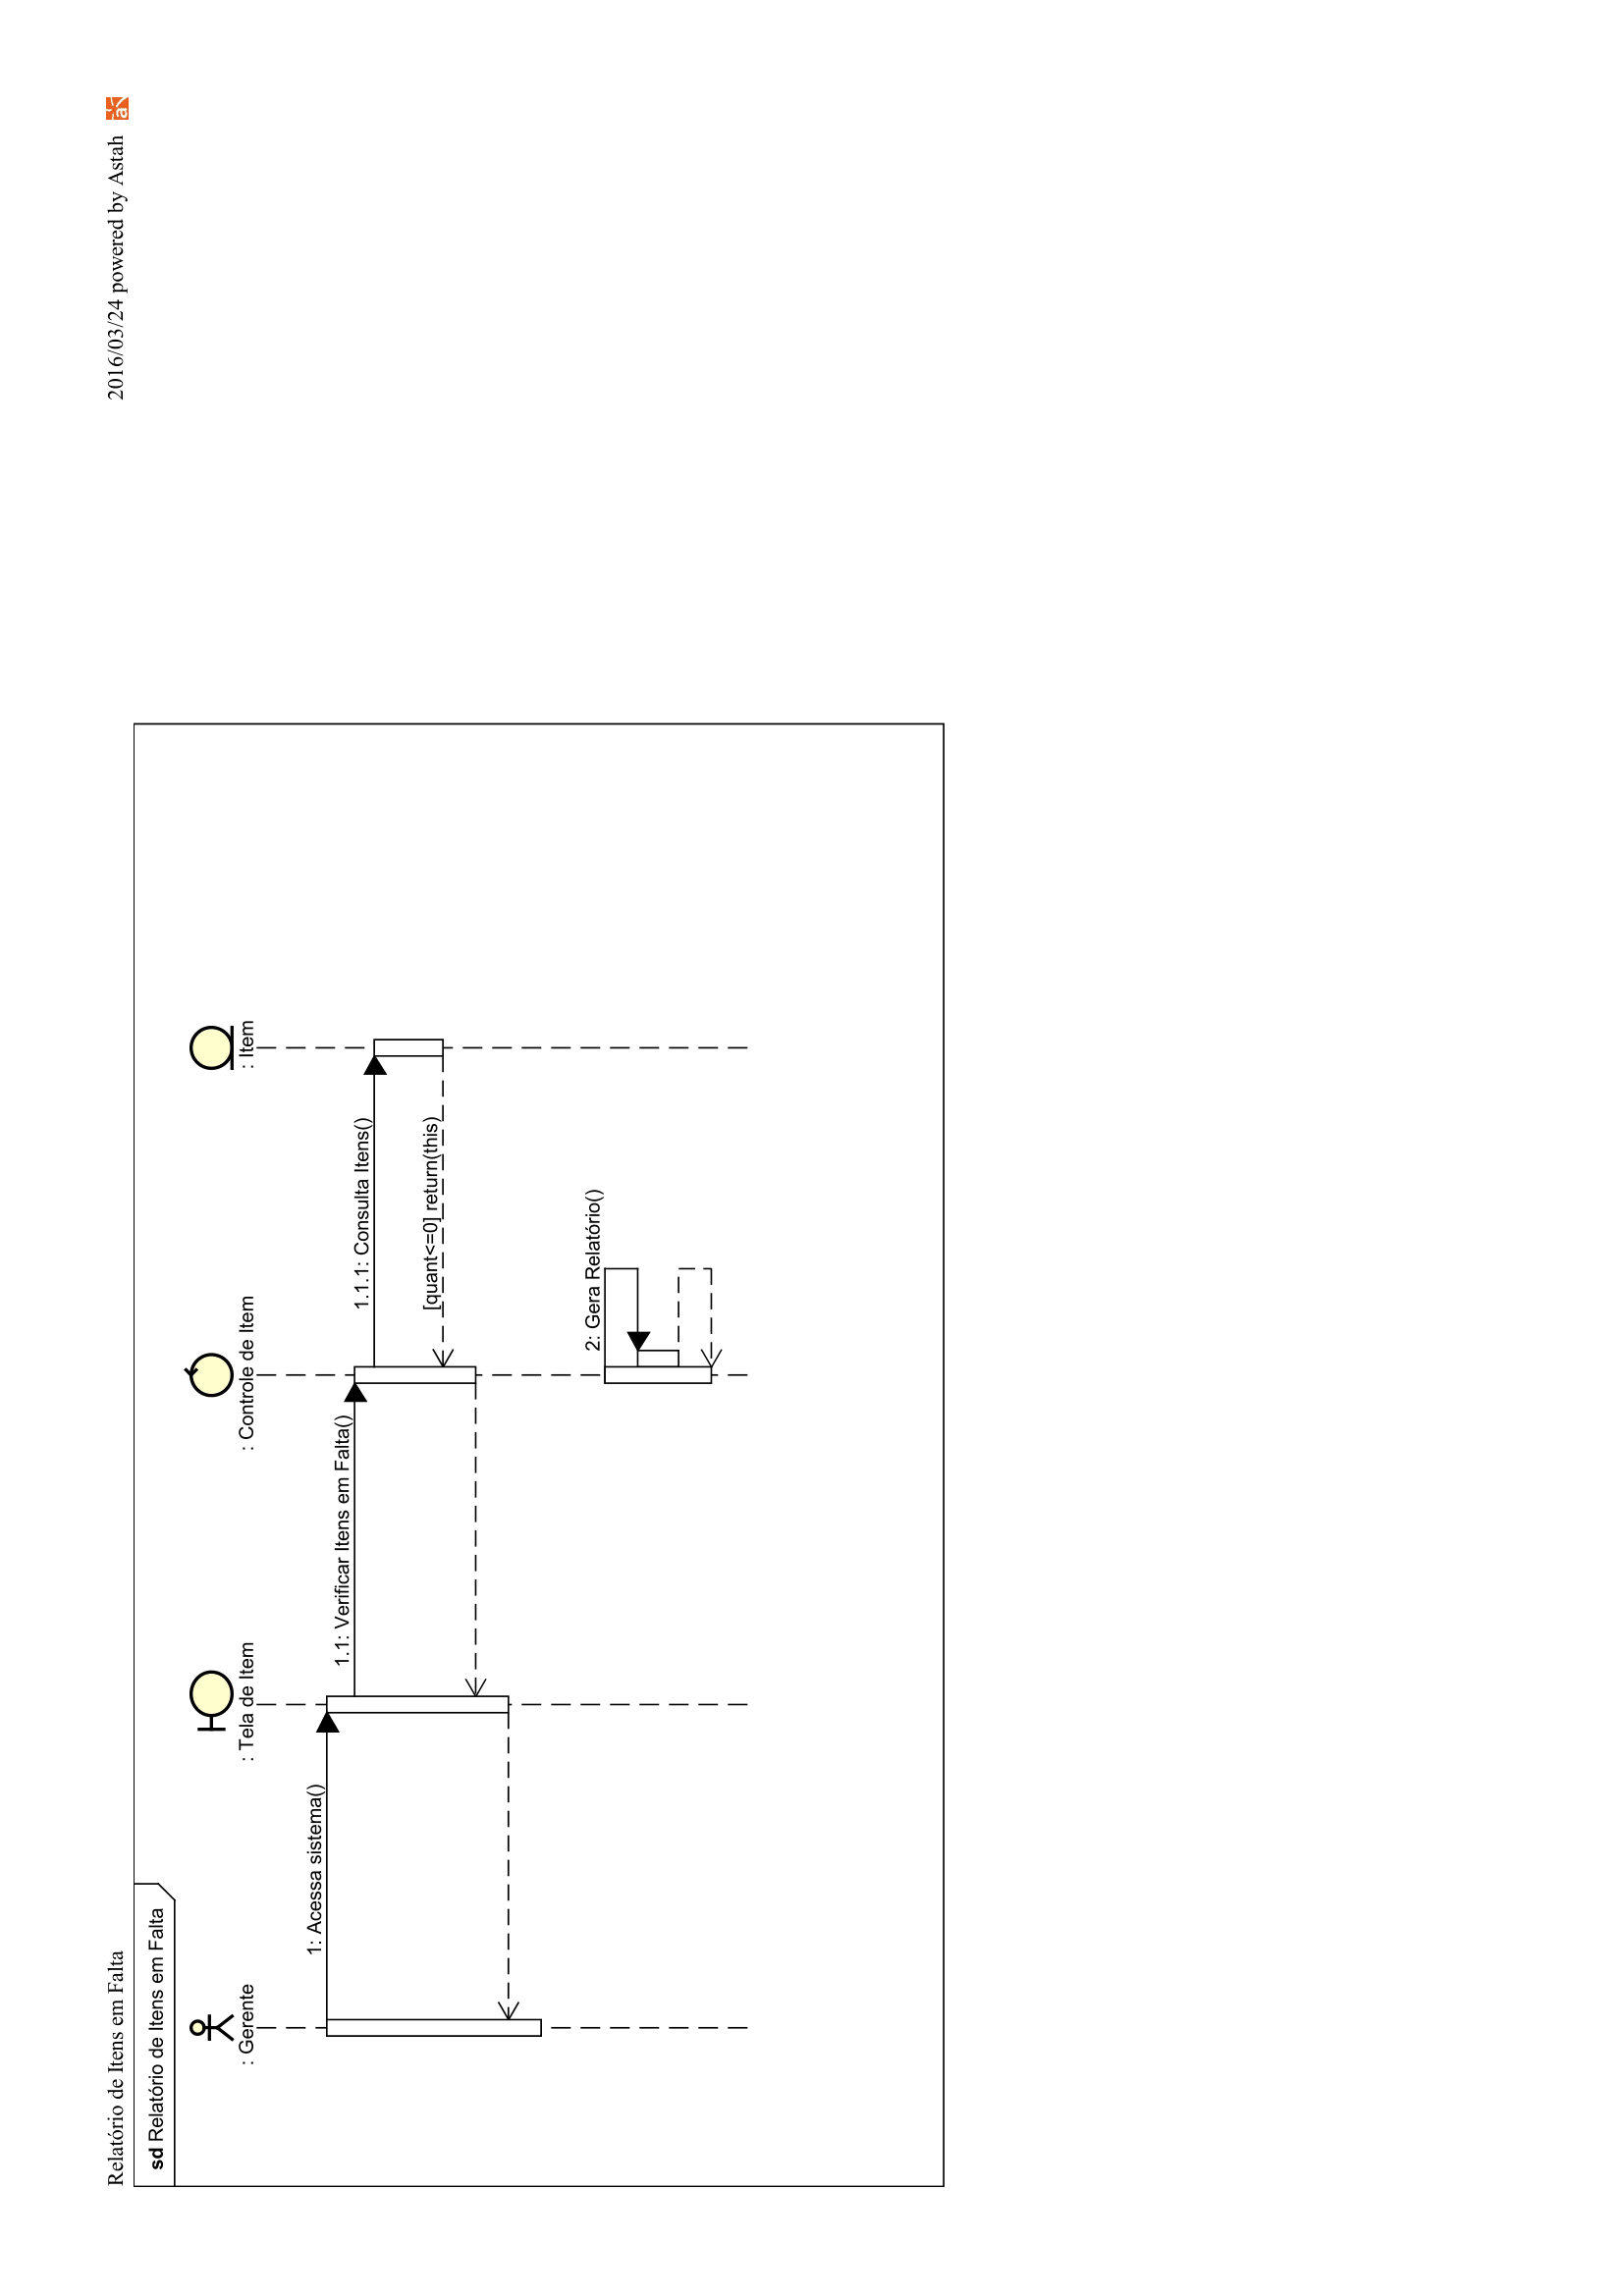 Relatório de Itens em Falta
2016/03/24 powered by Astah
sd Relatório de Itens em Falta
: Gerente
: Tela de Item
: Controle de Item
: Item
1: Acessa sistema()
1.1: Verificar Itens em Falta()
1.1.1: Consulta Itens()
[quant<=0] return(this)
2: Gera Relatório()